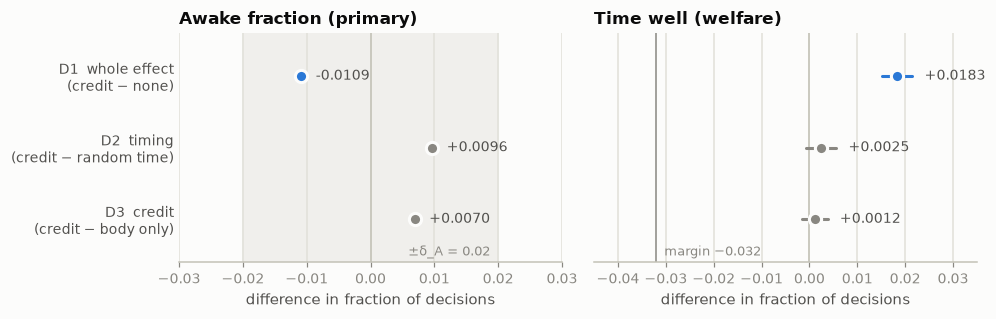 Awake fraction (primary)
Time well (welfare)
D1 whole effect
(credit − none)
-0.0109
+0.0183
D2 timing
(credit − random time)
+0.0096
+0.0025
D3 credit
(credit − body only)
+0.0070
+0.0012
±δ_A = 0.02
margin −0.032
−0.03 −0.02 −0.01 0.00 0.01 0.02 0.03
−0.04 −0.03 −0.02 −0.01 0.00 0.01 0.02 0.03
difference in fraction of decisions
difference in fraction of decisions